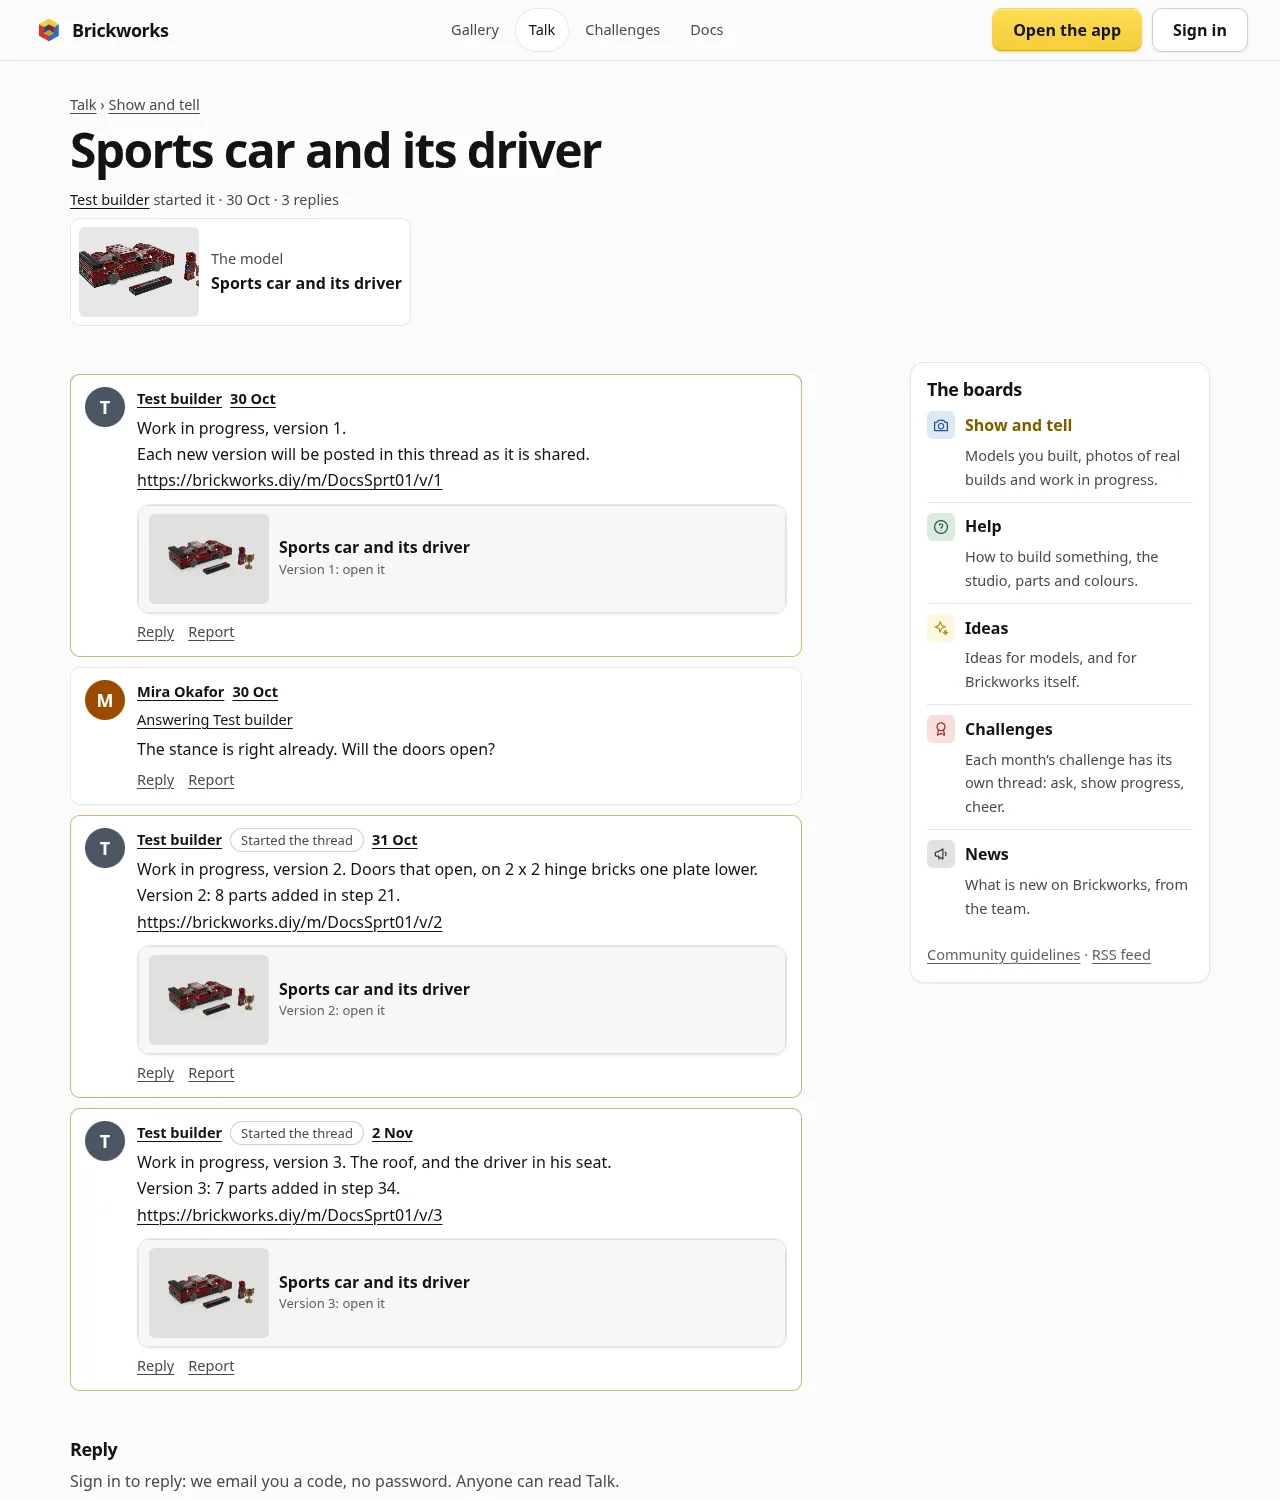 Brickworks
Gallery
Talk
Challenges
Docs
Open the app
Sign in
Talk › Show and tell
Sports car and its driver
Test builder started it · 30 Oct · 3 replies
The model
Sports car and its driver
T
Test builder 30 Oct
Work in progress, version 1.
Each new version will be posted in this thread as it is shared.
https://brickworks.diy/m/DocsSprt01/v/1
Sports car and its driver
Version 1: open it
Reply Report
M
Mira Okafor 30 Oct
Answering Test builder
The stance is right already. Will the doors open?
Reply Report
T
Test builder Started the thread 31 Oct
Work in progress, version 2. Doors that open, on 2 x 2 hinge bricks one plate lower.
Version 2: 8 parts added in step 21.
https://brickworks.diy/m/DocsSprt01/v/2
Sports car and its driver
Version 2: open it
Reply Report
T
Test builder Started the thread 2 Nov
Work in progress, version 3. The roof, and the driver in his seat.
Version 3: 7 parts added in step 34.
https://brickworks.diy/m/DocsSprt01/v/3
Sports car and its driver
Version 3: open it
Reply Report
Reply
Sign in to reply: we email you a code, no password. Anyone can read Talk.
The boards
Show and tell
Models you built, photos of real
builds and work in progress.
Help
How to build something, the
studio, parts and colours.
Ideas
Ideas for models, and for
Brickworks itself.
Challenges
Each month’s challenge has its
own thread: ask, show progress,
cheer.
News
What is new on Brickworks, from
the team.
Community guidelines · RSS feed